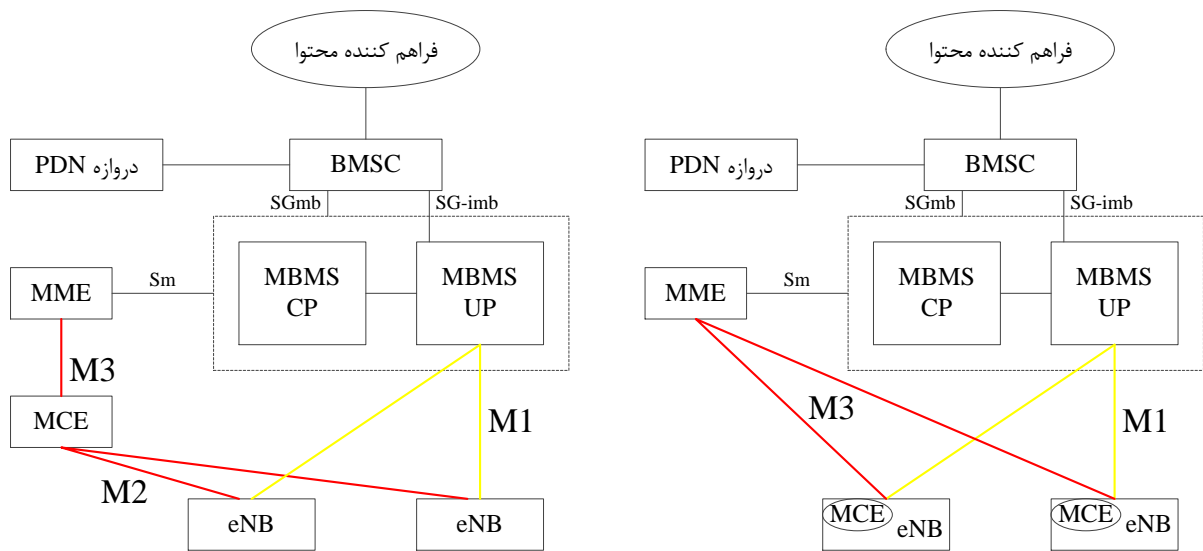 فراهم کننده محتوا
دروازه PDN
BMSC
SGmb
SG-imb
MBMS
CP
MBMS
UP
MME
Sm
M3
MCE
M1
M2
eNB
eNB
فراهم کننده محتوا
دروازه PDN
BMSC
SGmb
SG-imb
MBMS
CP
MBMS
UP
MME
Sm
M3
M1
MCE
eNB
MCE
eNB